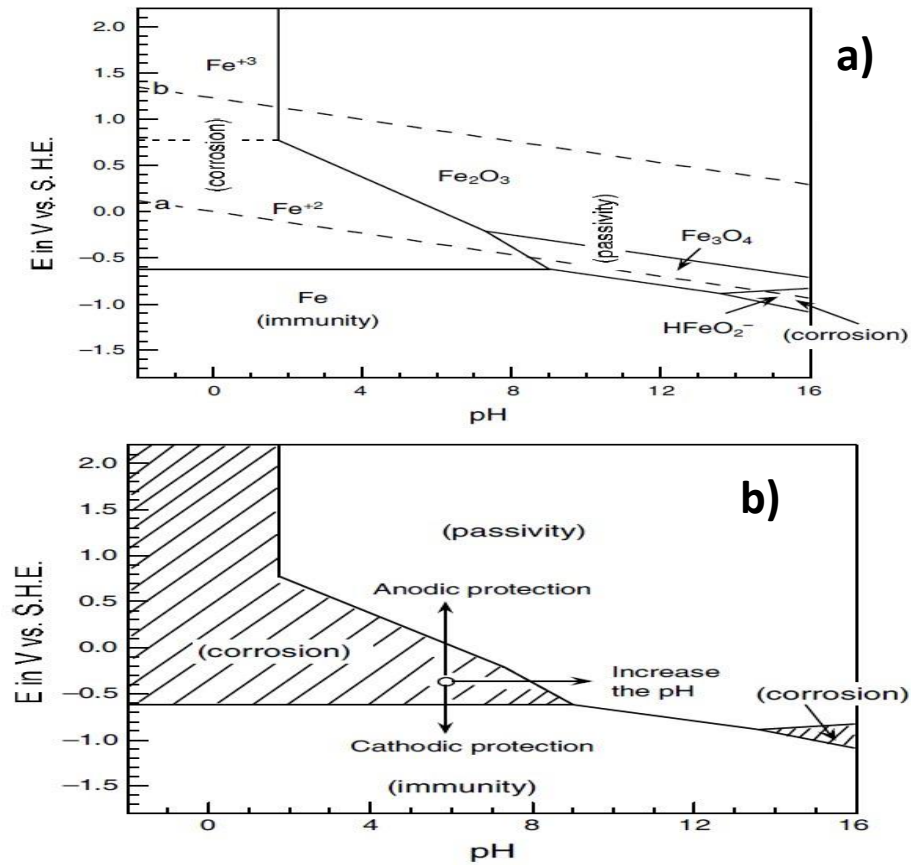 a)
2.0
1.5
1.0
0.5
0.0
−0.5
−1.0
−1.5
E in V vs. S.H.E.
Fe+3
b
(corrosion)
a
Fe+2
Fe2O3
(passivity)
Fe3O4
Fe
(immunity)
HFeO2−
(corrosion)
0 4 8 12 16
pH
b)
2.0
1.5
1.0
0.5
0.0
−0.5
−1.0
−1.5
E in V vs. S.H.E.
(passivity)
Anodic protection
(corrosion)
Increase
the pH
(corrosion)
Cathodic protection
(immunity)
0 4 8 12 16
pH